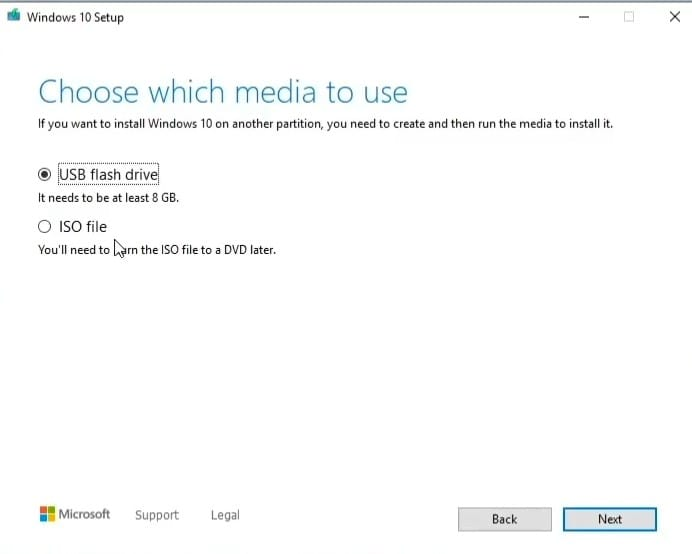 Windows 10 Setup
Choose which media to use
If you want to install Windows 10 on another partition, you need to create and then run the media to install it.
USB flash drive
It needs to be at least 8 GB.
ISO file
You'll need to burn the ISO file to a DVD later.
Microsoft Support Legal
Back Next